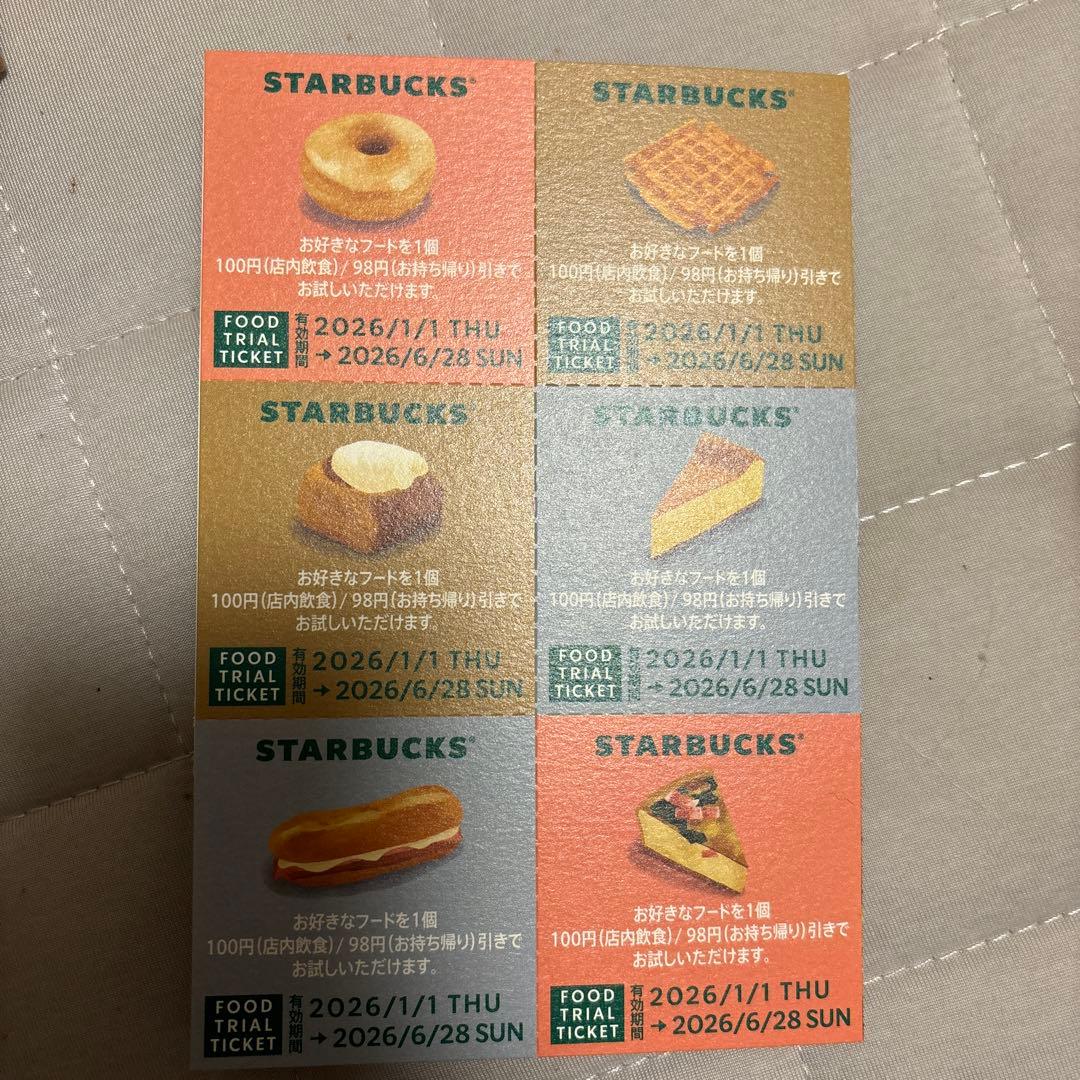 STARBUCKS®
お好きなフードを1個
100円(店内飲食)/98円(お持ち帰り)引きで
お試しいただけます。
FOOD TRIAL TICKET
有効期間
2026/1/1 THU
→ 2026/6/28 SUN
STARBUCKS®
お好きなフードを1個
100円(店内飲食)/98円(お持ち帰り)引きで
お試しいただけます。
FOOD TRIAL TICKET
有効期間
2026/1/1 THU
→ 2026/6/28 SUN
STARBUCKS®
お好きなフードを1個
100円(店内飲食)/98円(お持ち帰り)引きで
お試しいただけます。
FOOD TRIAL TICKET
有効期間
2026/1/1 THU
→ 2026/6/28 SUN
STARBUCKS®
お好きなフードを1個
100円(店内飲食)/98円(お持ち帰り)引きで
お試しいただけます。
FOOD TRIAL TICKET
有効期間
2026/1/1 THU
→ 2026/6/28 SUN
STARBUCKS®
お好きなフードを1個
100円(店内飲食)/98円(お持ち帰り)引きで
お試しいただけます。
FOOD TRIAL TICKET
有効期間
2026/1/1 THU
→ 2026/6/28 SUN
STARBUCKS®
お好きなフードを1個
100円(店内飲食)/98円(お持ち帰り)引きで
お試しいただけます。
FOOD TRIAL TICKET
有効期間
2026/1/1 THU
→ 2026/6/28 SUN